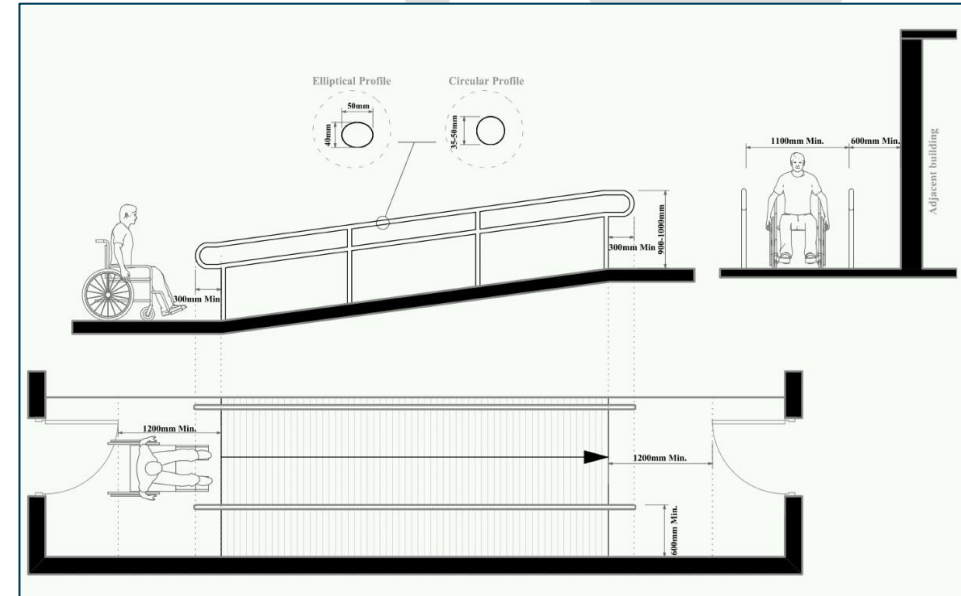 Elliptical Profile
Circular Profile
50mm
40mm
35-50mm
1100mm Min.
600mm Min.
Adjacent building
900-1000mm
300mm Min
300mm Min
1200mm Min.
1200mm Min.
600mm Min.